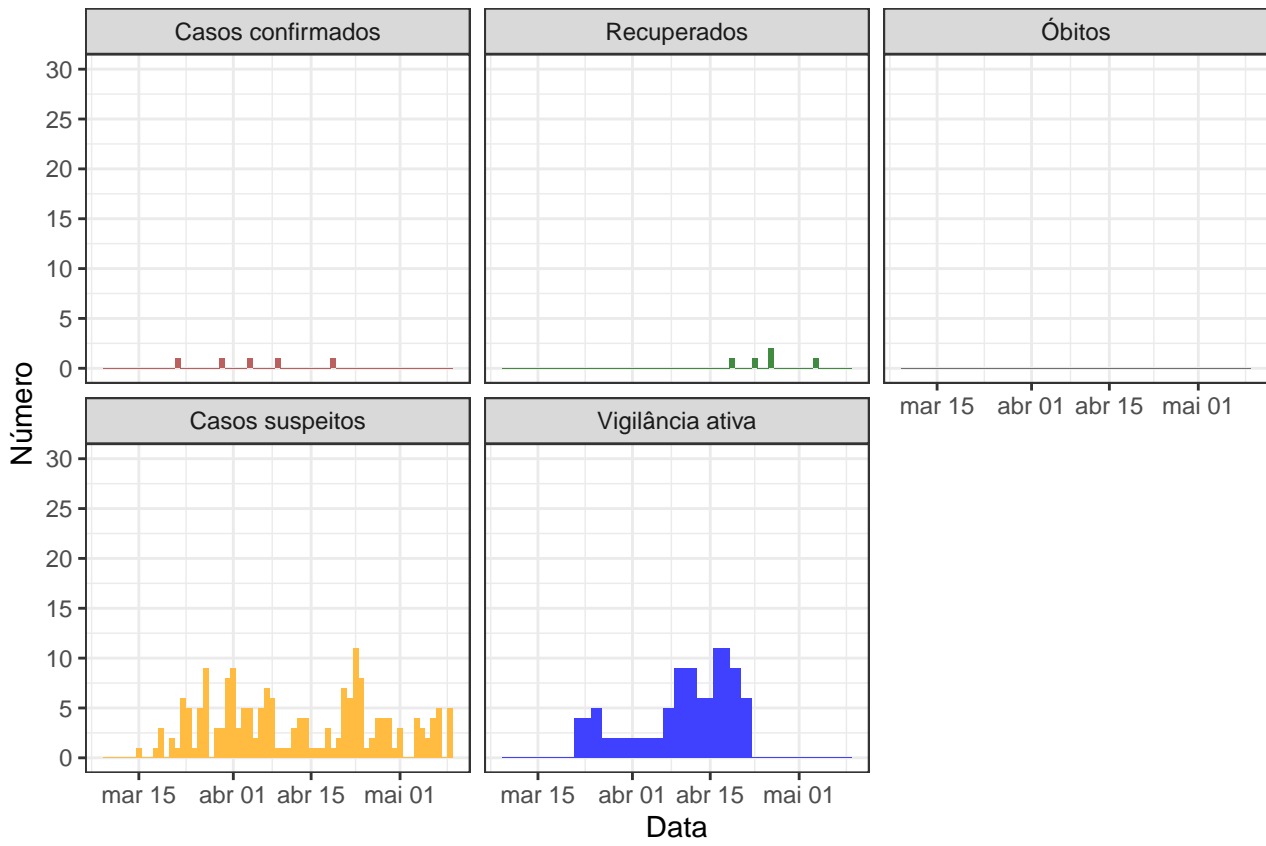 Casos confirmados
Recuperados
Óbitos
30
25
20
15
10
5
0
mar 15 abr 01 abr 15 mai 01
Casos suspeitos
Vigilância ativa
30
25
20
15
10
5
0
mar 15 abr 01 abr 15 mai 01
mar 15 abr 01 abr 15 mai 01
Número
Data